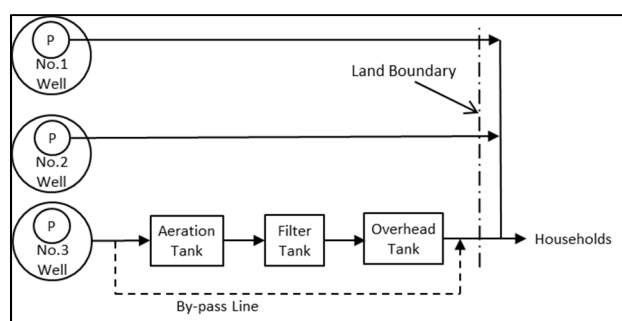 P
No.1
Well
Land Boundary
P
No.2
Well
P
No.3
Well
Aeration
Tank
Filter
Tank
Overhead
Tank
Households
By-pass Line